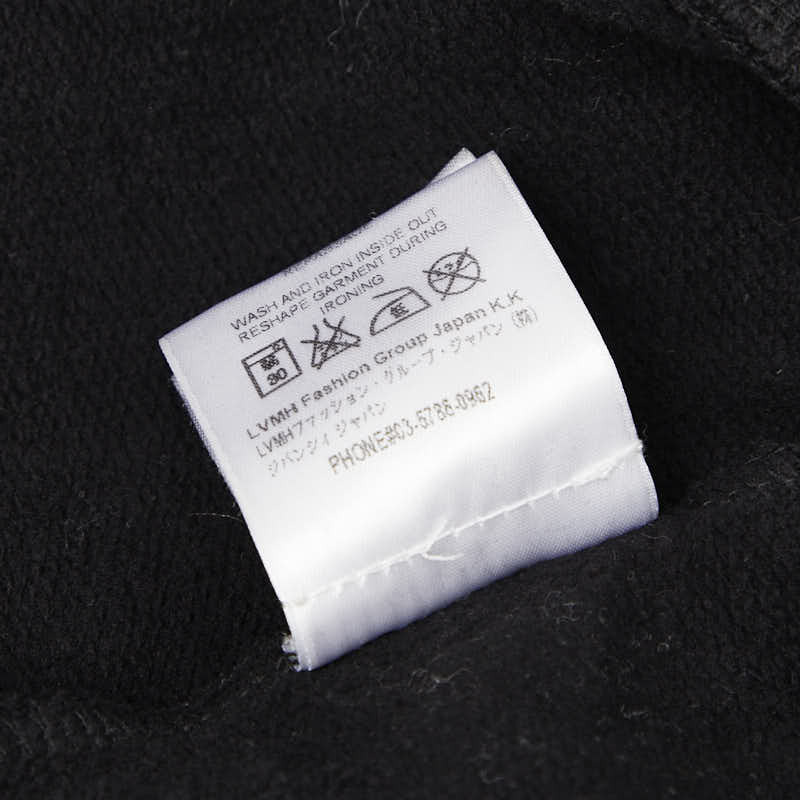 WASH AND IRON INSIDE OUT
RESHAPE GARMENT DURING
IRONING
30
LVMH Fashion Group Japan K.K
LVMHファッション・グループ・ジャパン（株）
ジバンシィ ジャパン
PHONE#03-5786-0962